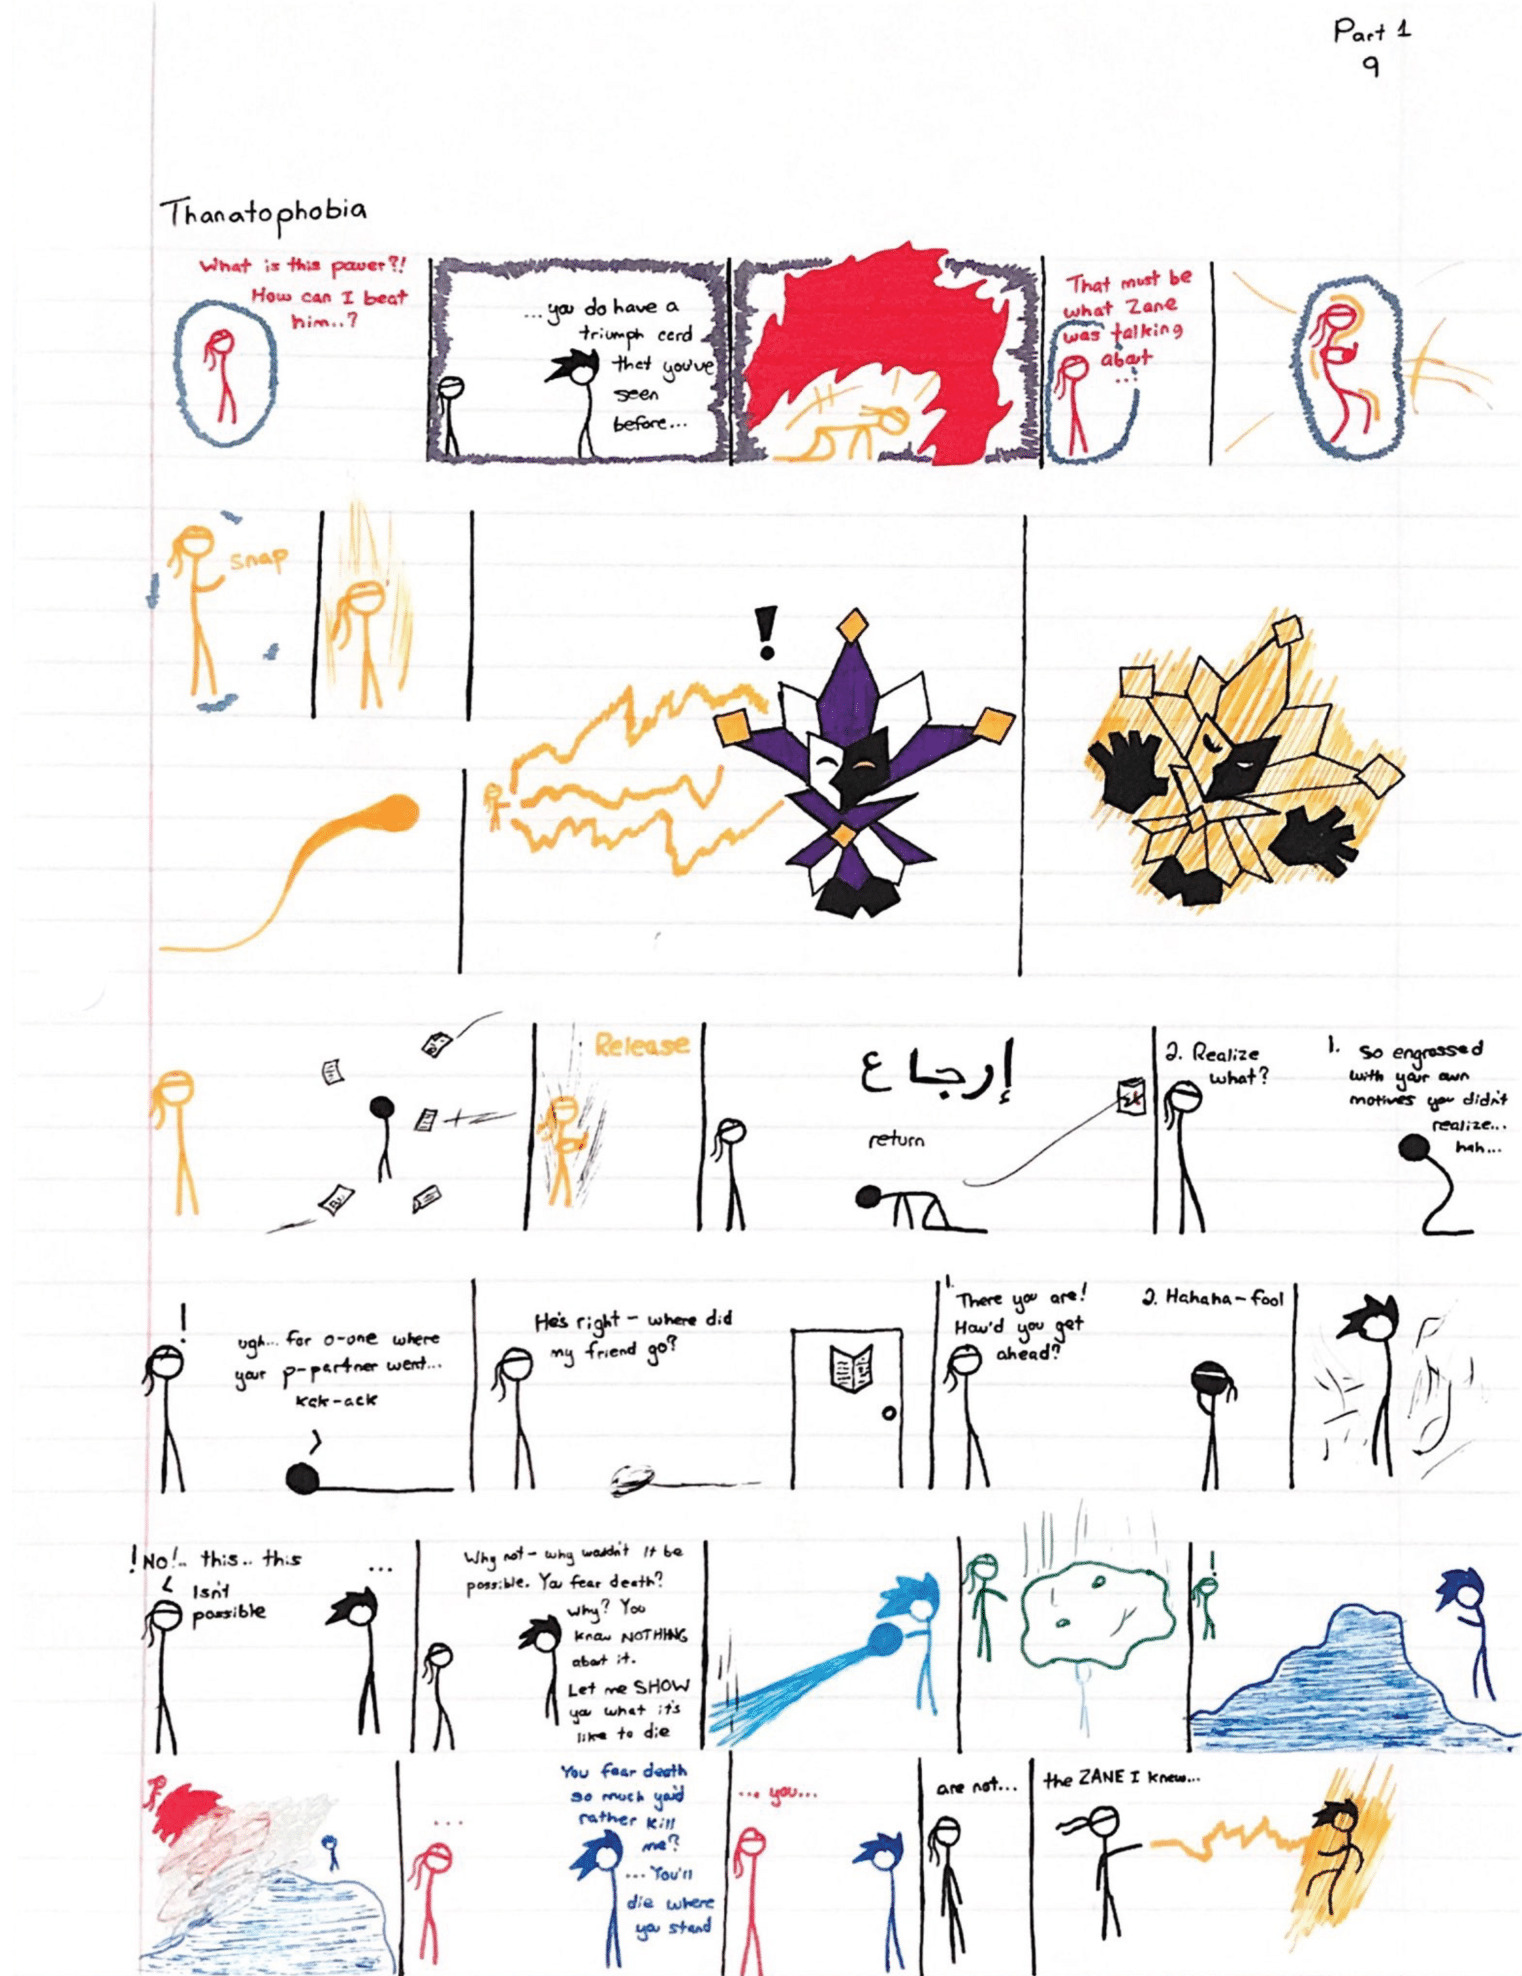 Part 1
9
Thanatophobia
What is this power?!
How can I beat
him..?
...you do have a
triumph card
that you've
seen
before...
That must be
what Zane
was talking
about
...
snap
!
Release
إرجاع
return
2. Realize
what?
1. So engrossed
with your own
motives you didn't
realize...
hah...
!
ugh... for o-one where
your p-partner went...
kck-ack
He's right - where did
my friend go?
1. There you are!
How'd you get
ahead?
2. Hahaha - fool
! No!.. this.. this
Isn't
possible
...
Why not - why wouldn't it be
possible. You fear death?
Why? You
know NOTHING
about it.
Let me SHOW
you what it's
like to die
!
...
You fear death
so much you'd
rather kill
me?
...You'll
die where
you stand
...you...
are not...
the ZANE I knew...